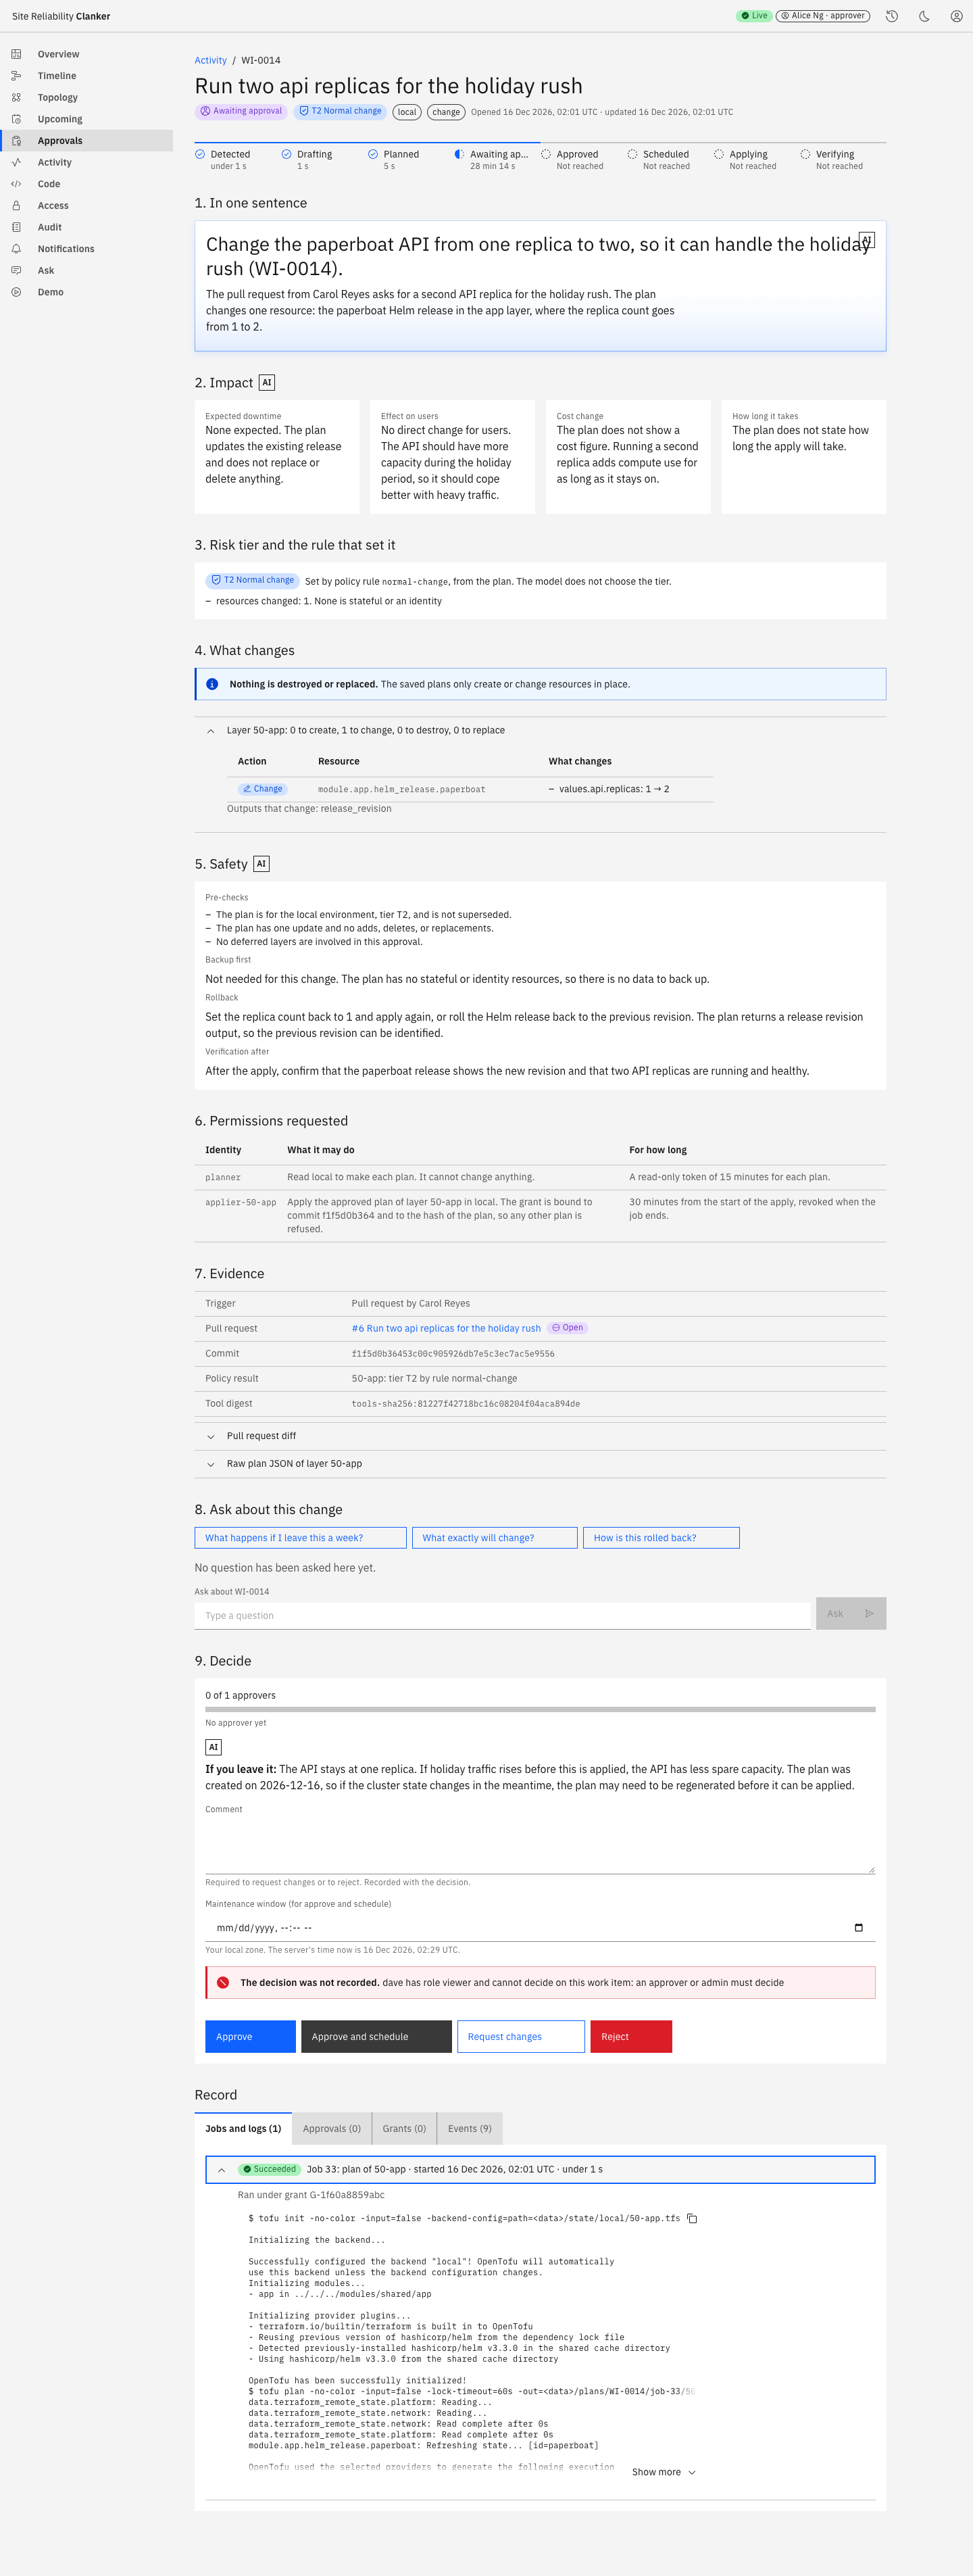 Site Reliability Clanker
Live
Alice Ng · approver
Overview
Timeline
Topology
Upcoming
Approvals
Activity
Code
Access
Audit
Notifications
Ask
Demo
Activity / WI-0014
Run two api replicas for the holiday rush
Awaiting approval
T2 Normal change
local
change
Opened 16 Dec 2026, 02:01 UTC · updated 16 Dec 2026, 02:01 UTC
Detected
under 1 s
Drafting
1 s
Planned
5 s
Awaiting ap...
28 min 14 s
Approved
Not reached
Scheduled
Not reached
Applying
Not reached
Verifying
Not reached
1. In one sentence
AI
Change the paperboat API from one replica to two, so it can handle the holiday
rush (WI-0014).
The pull request from Carol Reyes asks for a second API replica for the holiday rush. The plan
changes one resource: the paperboat Helm release in the app layer, where the replica count goes
from 1 to 2.
2. Impact AI
Expected downtime
None expected. The plan
updates the existing release
and does not replace or
delete anything.
Effect on users
No direct change for users.
The API should have more
capacity during the holiday
period, so it should cope
better with heavy traffic.
Cost change
The plan does not show a
cost figure. Running a second
replica adds compute use for
as long as it stays on.
How long it takes
The plan does not state how
long the apply will take.
3. Risk tier and the rule that set it
T2 Normal change Set by policy rule normal-change, from the plan. The model does not choose the tier.
– resources changed: 1. None is stateful or an identity
4. What changes
Nothing is destroyed or replaced. The saved plans only create or change resources in place.
Layer 50-app: 0 to create, 1 to change, 0 to destroy, 0 to replace
Action Resource What changes
Change module.app.helm_release.paperboat – values.api.replicas: 1 → 2
Outputs that change: release_revision
5. Safety AI
Pre-checks
– The plan is for the local environment, tier T2, and is not superseded.
– The plan has one update and no adds, deletes, or replacements.
– No deferred layers are involved in this approval.
Backup first
Not needed for this change. The plan has no stateful or identity resources, so there is no data to back up.
Rollback
Set the replica count back to 1 and apply again, or roll the Helm release back to the previous revision. The plan returns a release revision
output, so the previous revision can be identified.
Verification after
After the apply, confirm that the paperboat release shows the new revision and that two API replicas are running and healthy.
6. Permissions requested
Identity What it may do For how long
planner Read local to make each plan. It cannot change anything. A read-only token of 15 minutes for each plan.
applier-50-app Apply the approved plan of layer 50-app in local. The grant is bound to
commit f1f5d0b364 and to the hash of the plan, so any other plan is
refused.
30 minutes from the start of the apply, revoked when the
job ends.
7. Evidence
Trigger Pull request by Carol Reyes
Pull request #6 Run two api replicas for the holiday rush Open
Commit f1f5d0b36453c00c905926db7e5c3ec7ac5e9556
Policy result 50-app: tier T2 by rule normal-change
Tool digest tools-sha256:81227f42718bc16c08204f04aca894de
Pull request diff
Raw plan JSON of layer 50-app
8. Ask about this change
What happens if I leave this a week?
What exactly will change?
How is this rolled back?
No question has been asked here yet.
Ask about WI-0014
Type a question
Ask
9. Decide
0 of 1 approvers
No approver yet
AI
If you leave it: The API stays at one replica. If holiday traffic rises before this is applied, the API has less spare capacity. The plan was
created on 2026-12-16, so if the cluster state changes in the meantime, the plan may need to be regenerated before it can be applied.
Comment
Required to request changes or to reject. Recorded with the decision.
Maintenance window (for approve and schedule)
mm/dd/yyyy, --:-- --
Your local zone. The server's time now is 16 Dec 2026, 02:29 UTC.
The decision was not recorded. dave has role viewer and cannot decide on this work item: an approver or admin must decide
Approve
Approve and schedule
Request changes
Reject
Record
Jobs and logs (1)
Approvals (0)
Grants (0)
Events (9)
Succeeded Job 33: plan of 50-app · started 16 Dec 2026, 02:01 UTC · under 1 s
Ran under grant G-1f60a8859abc
$ tofu init -no-color -input=false -backend-config=path=<data>/state/local/50-app.tfs
Initializing the backend...
Successfully configured the backend "local"! OpenTofu will automatically
use this backend unless the backend configuration changes.
Initializing modules...
- app in ../../../modules/shared/app
Initializing provider plugins...
- terraform.io/builtin/terraform is built in to OpenTofu
- Reusing previous version of hashicorp/helm from the dependency lock file
- Detected previously-installed hashicorp/helm v3.3.0 in the shared cache directory
- Using hashicorp/helm v3.3.0 from the shared cache directory
OpenTofu has been successfully initialized!
$ tofu plan -no-color -input=false -lock-timeout=60s -out=<data>/plans/WI-0014/job-33/50
data.terraform_remote_state.platform: Reading...
data.terraform_remote_state.network: Reading...
data.terraform_remote_state.network: Read complete after 0s
data.terraform_remote_state.platform: Read complete after 0s
module.app.helm_release.paperboat: Refreshing state... [id=paperboat]
OpenTofu used the selected providers to generate the following execution
Show more